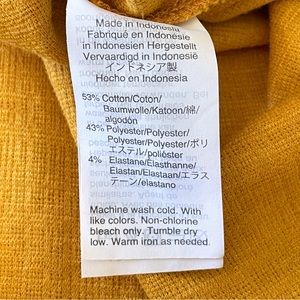 Made in Indonesia
Fabriqué en Indonésie
in Indonesien Hergestellt
Vervaardigd in Indonesië
インドネシア製
Hecho en Indonesia
53% Cotton/Coton/
Baumwolle/Katoen/綿/
algodón
43% Polyester/Polyester/
Polyester/Polyester/ポリ
エステル/poliéster
4% Elastane/Élasthanne/
Elastan/Elastaan/エラス
テーン/elastano
Machine wash cold. With
like colors. Non-chlorine
bleach only. Tumble dry
low. Warm iron as needed.